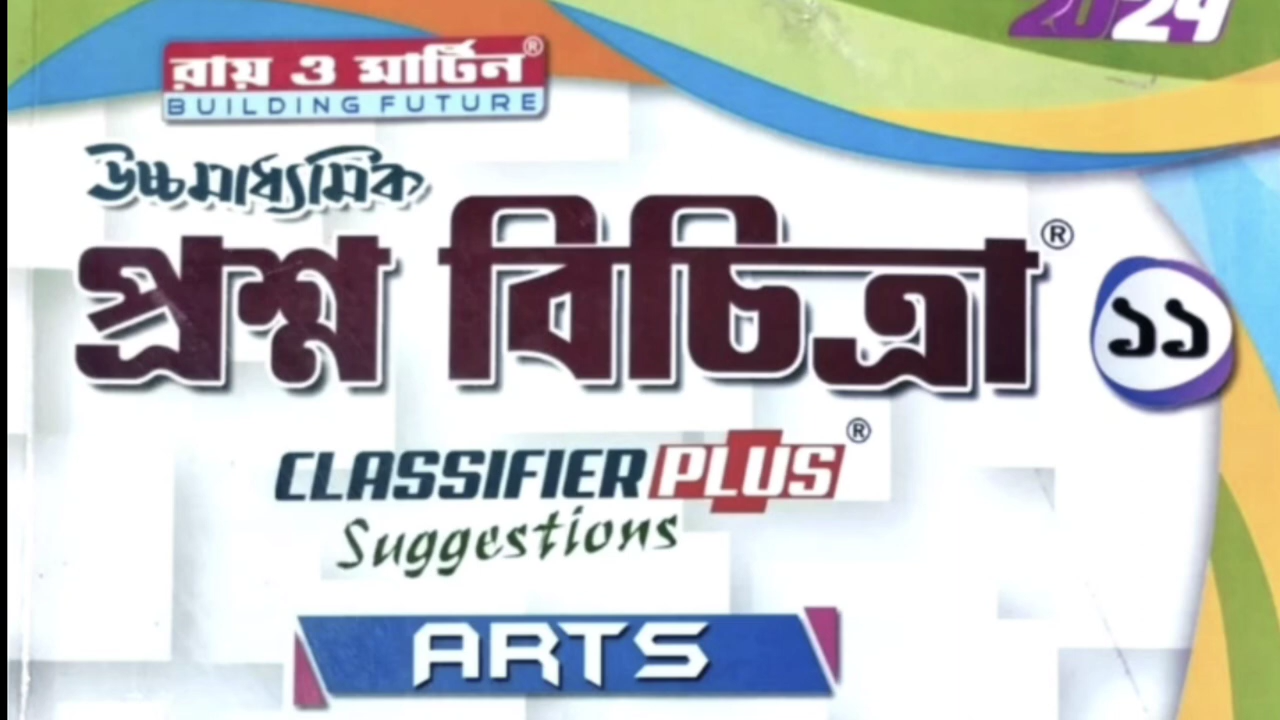 2024
রায় ও মার্টিন®
BUILDING FUTURE
উচ্চমাধ্যমিক
প্রশ্ন বিচিত্রা® ১১
CLASSIFIER PLUS®
Suggestions
ARTS